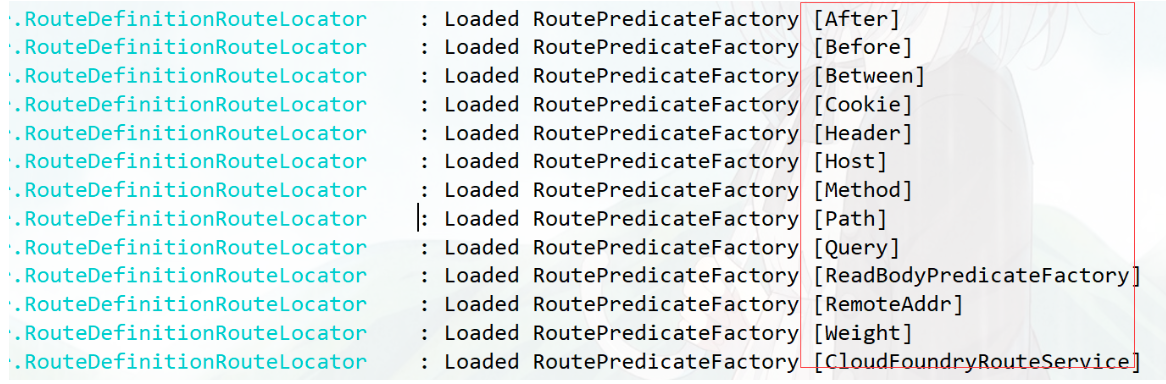 .RouteDefinitionRouteLocator : Loaded RoutePredicateFactory [After]
.RouteDefinitionRouteLocator : Loaded RoutePredicateFactory [Before]
.RouteDefinitionRouteLocator : Loaded RoutePredicateFactory [Between]
.RouteDefinitionRouteLocator : Loaded RoutePredicateFactory [Cookie]
.RouteDefinitionRouteLocator : Loaded RoutePredicateFactory [Header]
.RouteDefinitionRouteLocator : Loaded RoutePredicateFactory [Host]
.RouteDefinitionRouteLocator : Loaded RoutePredicateFactory [Method]
.RouteDefinitionRouteLocator : Loaded RoutePredicateFactory [Path]
.RouteDefinitionRouteLocator : Loaded RoutePredicateFactory [Query]
.RouteDefinitionRouteLocator : Loaded RoutePredicateFactory [ReadBodyPredicateFactory]
.RouteDefinitionRouteLocator : Loaded RoutePredicateFactory [RemoteAddr]
.RouteDefinitionRouteLocator : Loaded RoutePredicateFactory [Weight]
.RouteDefinitionRouteLocator : Loaded RoutePredicateFactory [CloudFoundryRouteService]